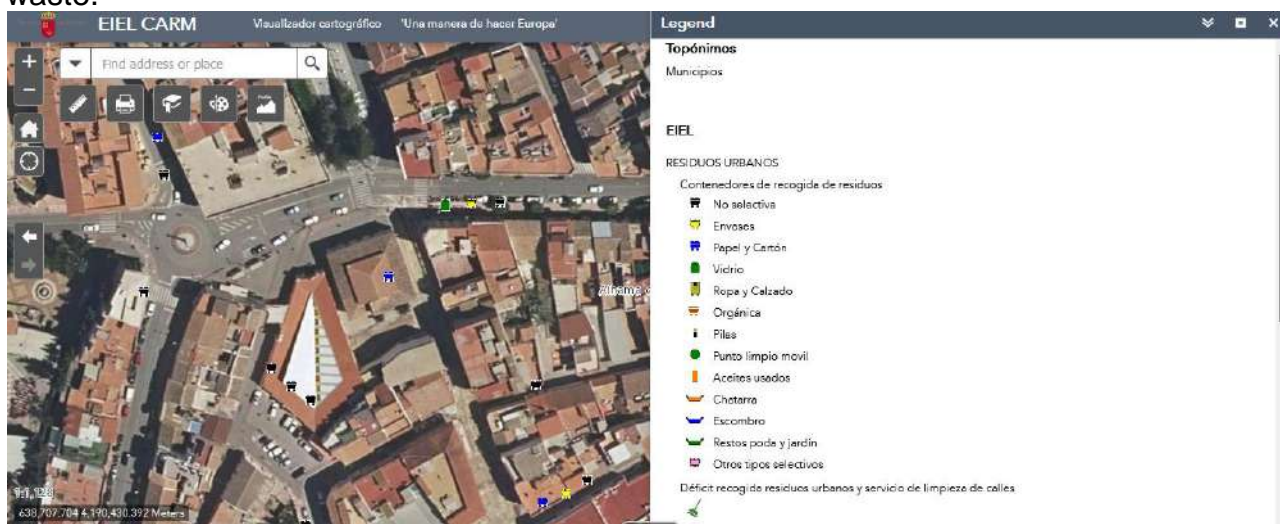 waste.
EIEL CARM Visualizador cartográfico 'Una manera de hacer Europa'
Find address or place
638,707.704 4,190,430.392 Meters
Legend
Topónimos
Municipios
EIEL
RESIDUOS URBANOS
Contenedores de recogida de residuos
No selectiva
Envases
Papel y Cartón
Vidrio
Ropa y Calzado
Orgánica
Pilas
Punto limpio movil
Aceites usados
Chatarra
Escombro
Restos poda y jardín
Otros tipos selectivos
Déficit recogida residuos urbanos y servicio de limpieza de calles